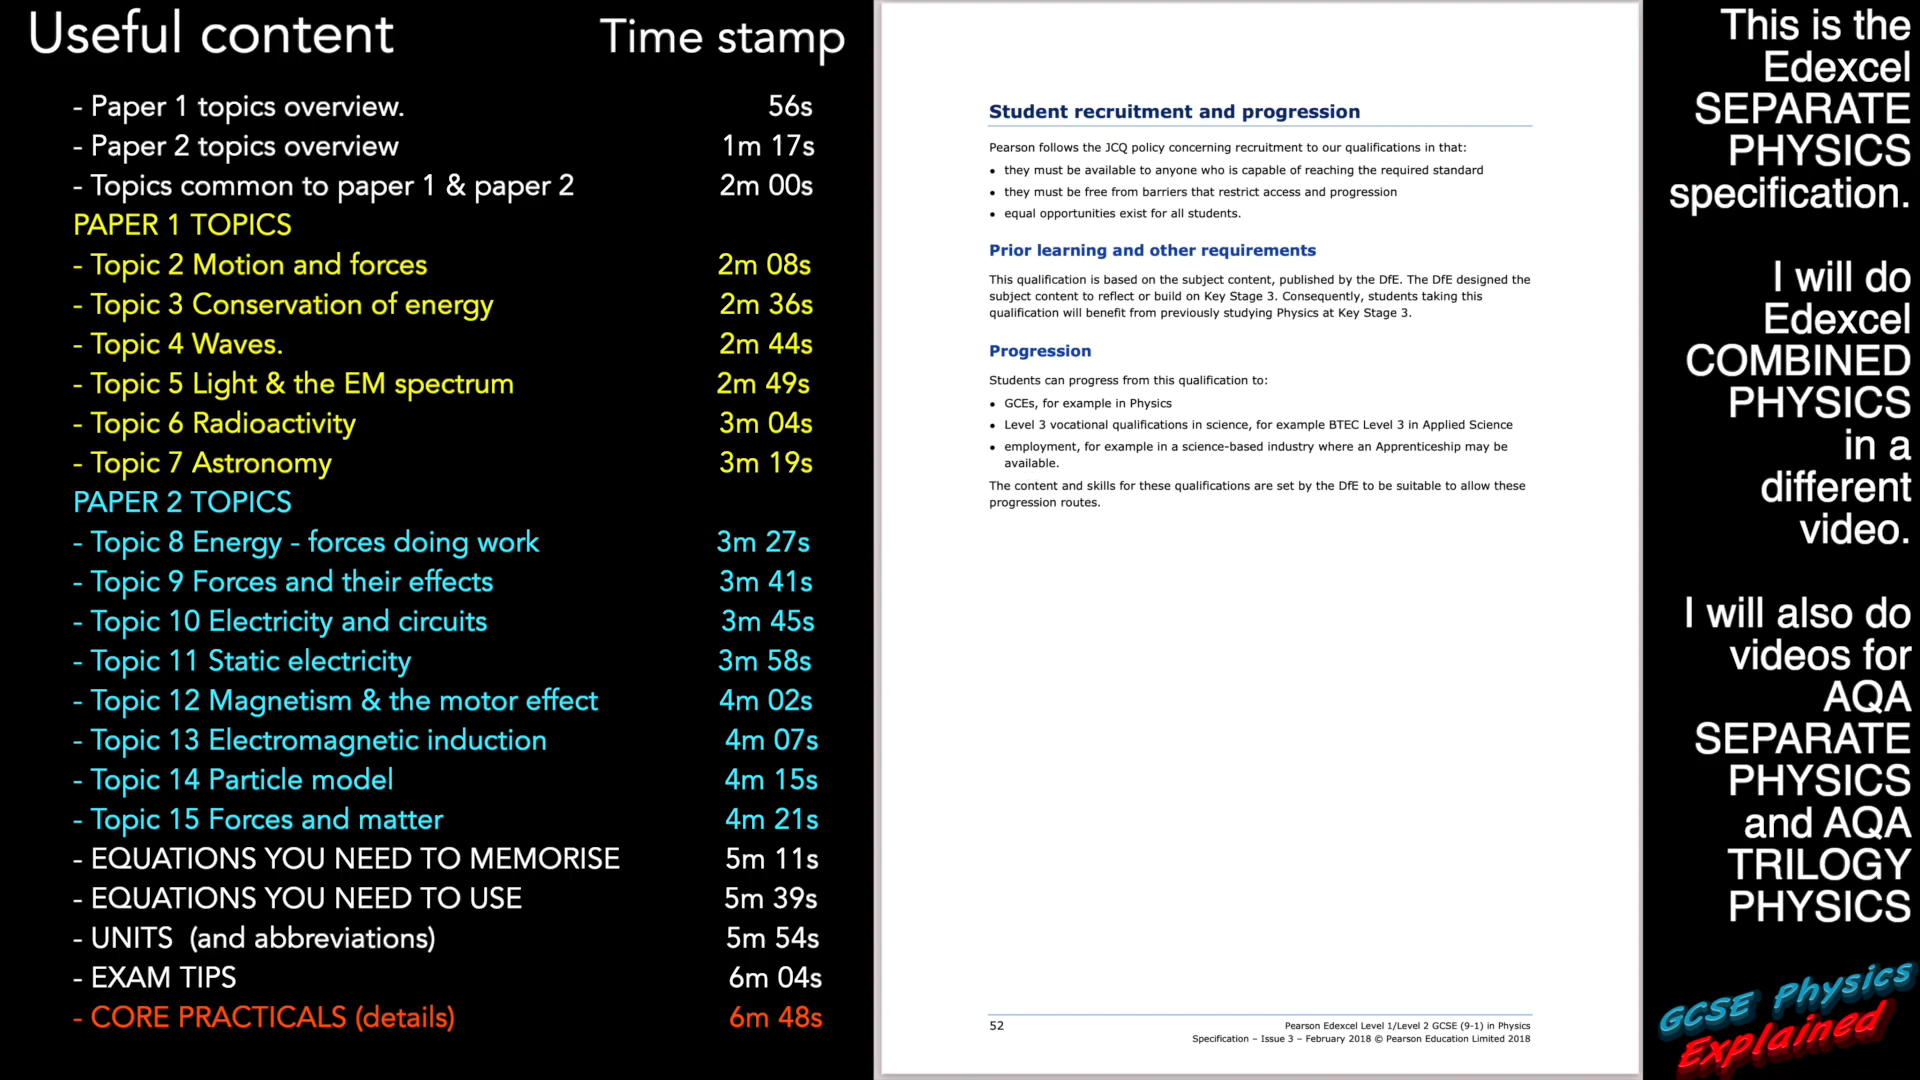 Useful content Time stamp
- Paper 1 topics overview. 56s
- Paper 2 topics overview 1m 17s
- Topics common to paper 1 & paper 2 2m 00s
PAPER 1 TOPICS
- Topic 2 Motion and forces 2m 08s
- Topic 3 Conservation of energy 2m 36s
- Topic 4 Waves. 2m 44s
- Topic 5 Light & the EM spectrum 2m 49s
- Topic 6 Radioactivity 3m 04s
- Topic 7 Astronomy 3m 19s
PAPER 2 TOPICS
- Topic 8 Energy - forces doing work 3m 27s
- Topic 9 Forces and their effects 3m 41s
- Topic 10 Electricity and circuits 3m 45s
- Topic 11 Static electricity 3m 58s
- Topic 12 Magnetism & the motor effect 4m 02s
- Topic 13 Electromagnetic induction 4m 07s
- Topic 14 Particle model 4m 15s
- Topic 15 Forces and matter 4m 21s
- EQUATIONS YOU NEED TO MEMORISE 5m 11s
- EQUATIONS YOU NEED TO USE 5m 39s
- UNITS (and abbreviations) 5m 54s
- EXAM TIPS 6m 04s
- CORE PRACTICALS (details) 6m 48s
Student recruitment and progression
Pearson follows the JCQ policy concerning recruitment to our qualifications in that:
• they must be available to anyone who is capable of reaching the required standard
• they must be free from barriers that restrict access and progression
• equal opportunities exist for all students.
Prior learning and other requirements
This qualification is based on the subject content, published by the DfE. The DfE designed the
subject content to reflect or build on Key Stage 3. Consequently, students taking this
qualification will benefit from previously studying Physics at Key Stage 3.
Progression
Students can progress from this qualification to:
• GCEs, for example in Physics
• Level 3 vocational qualifications in science, for example BTEC Level 3 in Applied Science
• employment, for example in a science-based industry where an Apprenticeship may be
available.
The content and skills for these qualifications are set by the DfE to be suitable to allow these
progression routes.
52
Pearson Edexcel Level 1/Level 2 GCSE (9-1) in Physics
Specification – Issue 3 – February 2018 © Pearson Education Limited 2018
This is the
Edexcel
SEPARATE
PHYSICS
specification.
I will do
Edexcel
COMBINED
PHYSICS
in a
different
video.
I will also do
videos for
AQA
SEPARATE
PHYSICS
and AQA
TRILOGY
PHYSICS
GCSE Physics
Explained